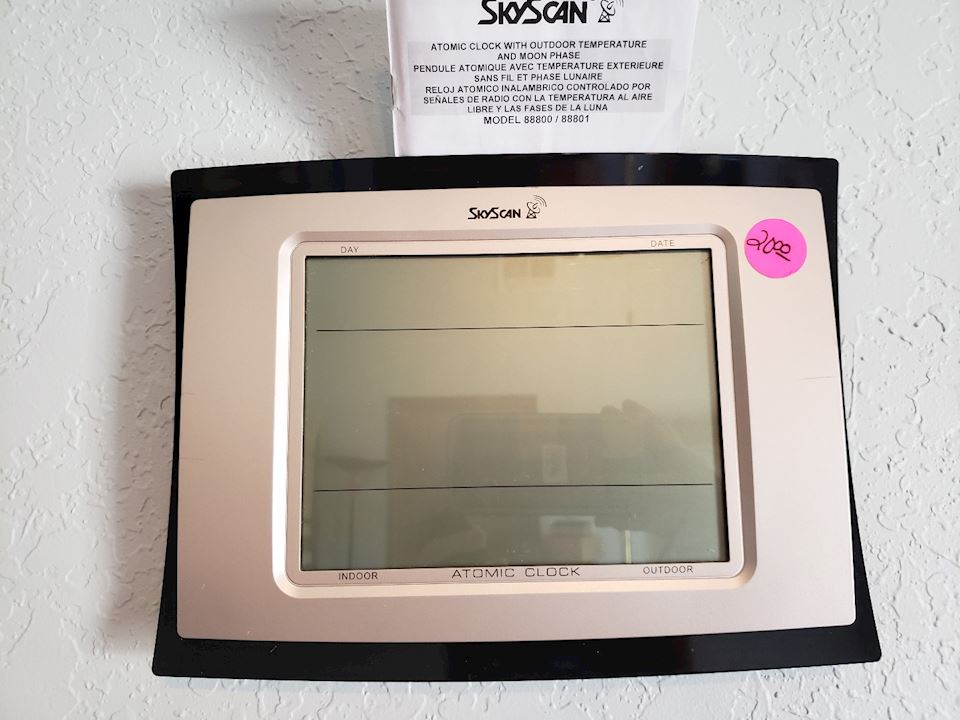 SKYSCAN
ATOMIC CLOCK WITH OUTDOOR TEMPERATURE
AND MOON PHASE
PENDULE ATOMIQUE AVEC TEMPERATURE EXTERIEURE
SANS FIL ET PHASE LUNAIRE
RELOJ ATOMICO INALAMBRICO CONTROLADO POR
SEÑALES DE RADIO CON LA TEMPERATURA AL AIRE
LIBRE Y LAS FASES DE LA LUNA
MODEL 88800 / 88801
SKYSCAN
DAY DATE
2000
INDOOR ATOMIC CLOCK OUTDOOR